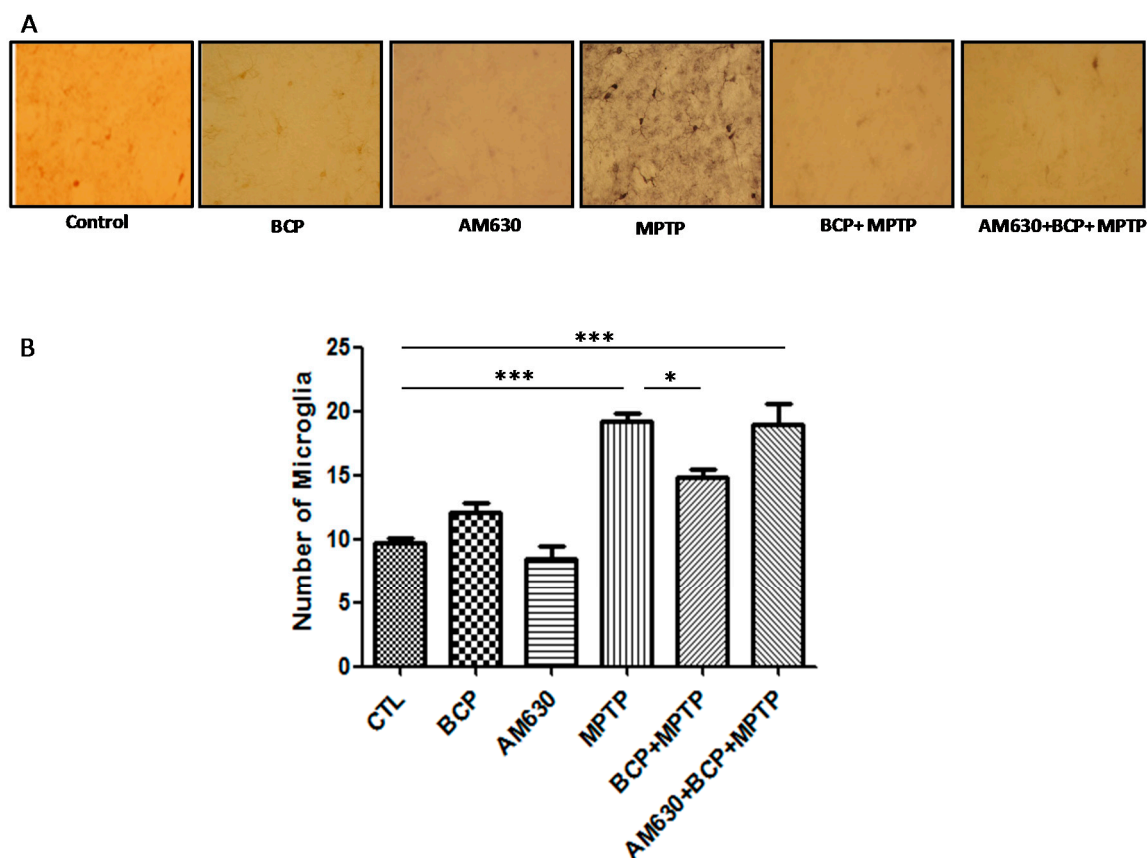 A
Control
BCP
AM630
MPTP
BCP+ MPTP
AM630+BCP+ MPTP
B
***
*** *
Number of Microglia
25
20
15
10
5
0
CTL
BCP
AM630
MPTP
BCP+MPTP
AM630+BCP+MPTP